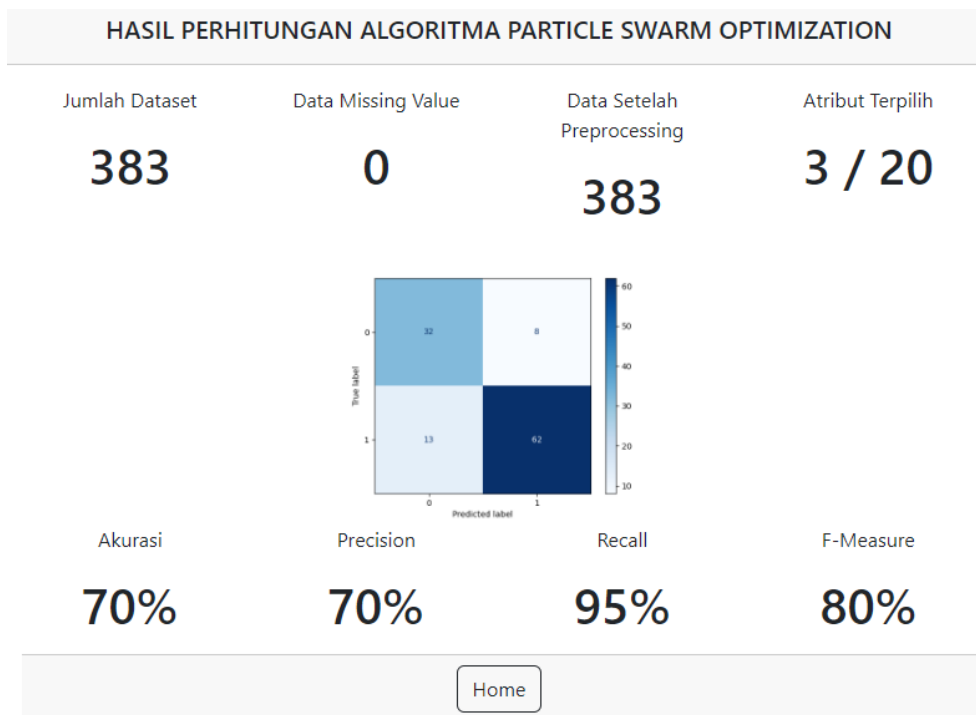 HASIL PERHITUNGAN ALGORITMA PARTICLE SWARM OPTIMIZATION
Jumlah Dataset
383
Data Missing Value
0
Data Setelah
Preprocessing
383
Atribut Terpilih
3 / 20
True label
0
1
32
8
13
62
0
1
Predicted label
60
50
40
30
20
10
Akurasi
70%
Precision
70%
Recall
95%
F-Measure
80%
Home